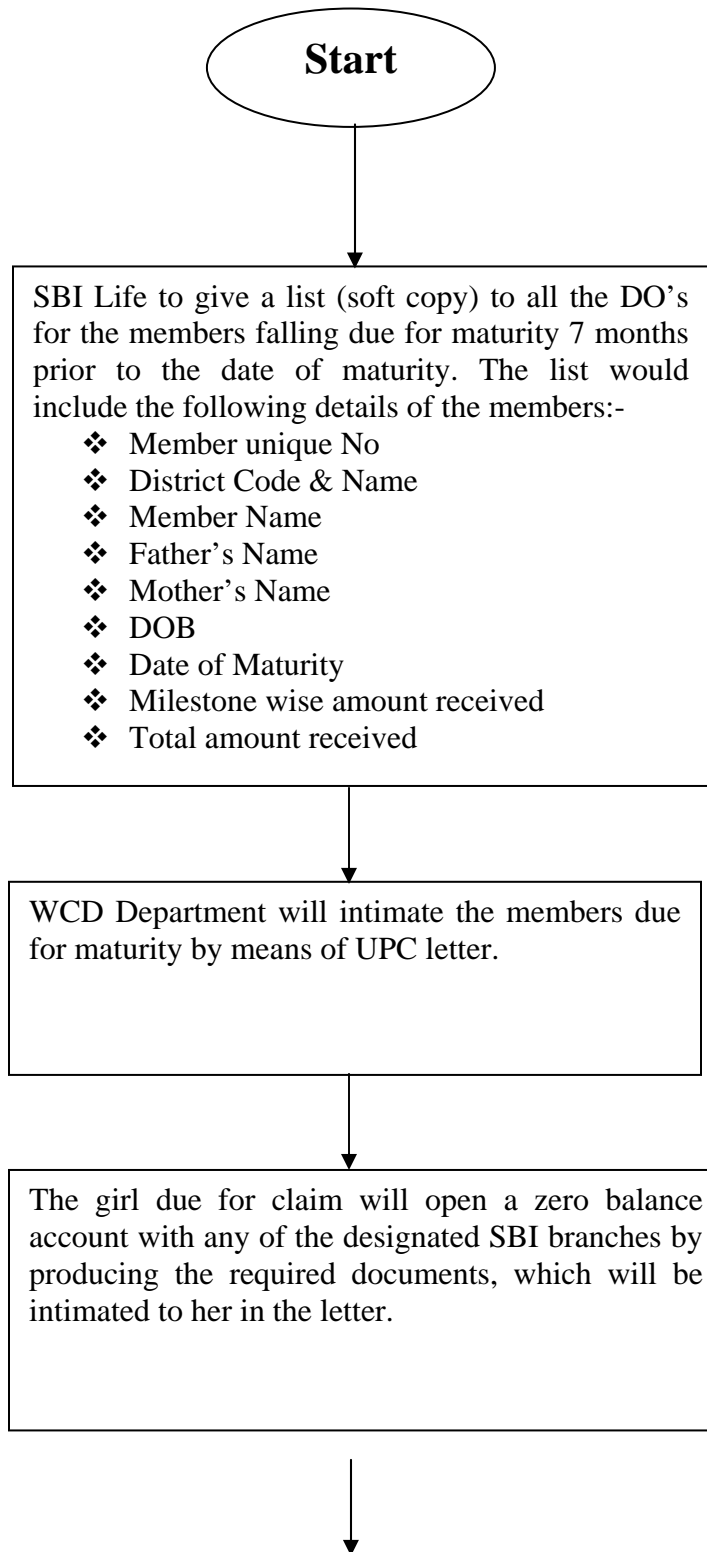 Start
SBI Life to give a list (soft copy) to all the DO’s
for the members falling due for maturity 7 months
prior to the date of maturity. The list would
include the following details of the members:-
❖ Member unique No
❖ District Code & Name
❖ Member Name
❖ Father’s Name
❖ Mother’s Name
❖ DOB
❖ Date of Maturity
❖ Milestone wise amount received
❖ Total amount received
WCD Department will intimate the members due
for maturity by means of UPC letter.
The girl due for claim will open a zero balance
account with any of the designated SBI branches by
producing the required documents, which will be
intimated to her in the letter.